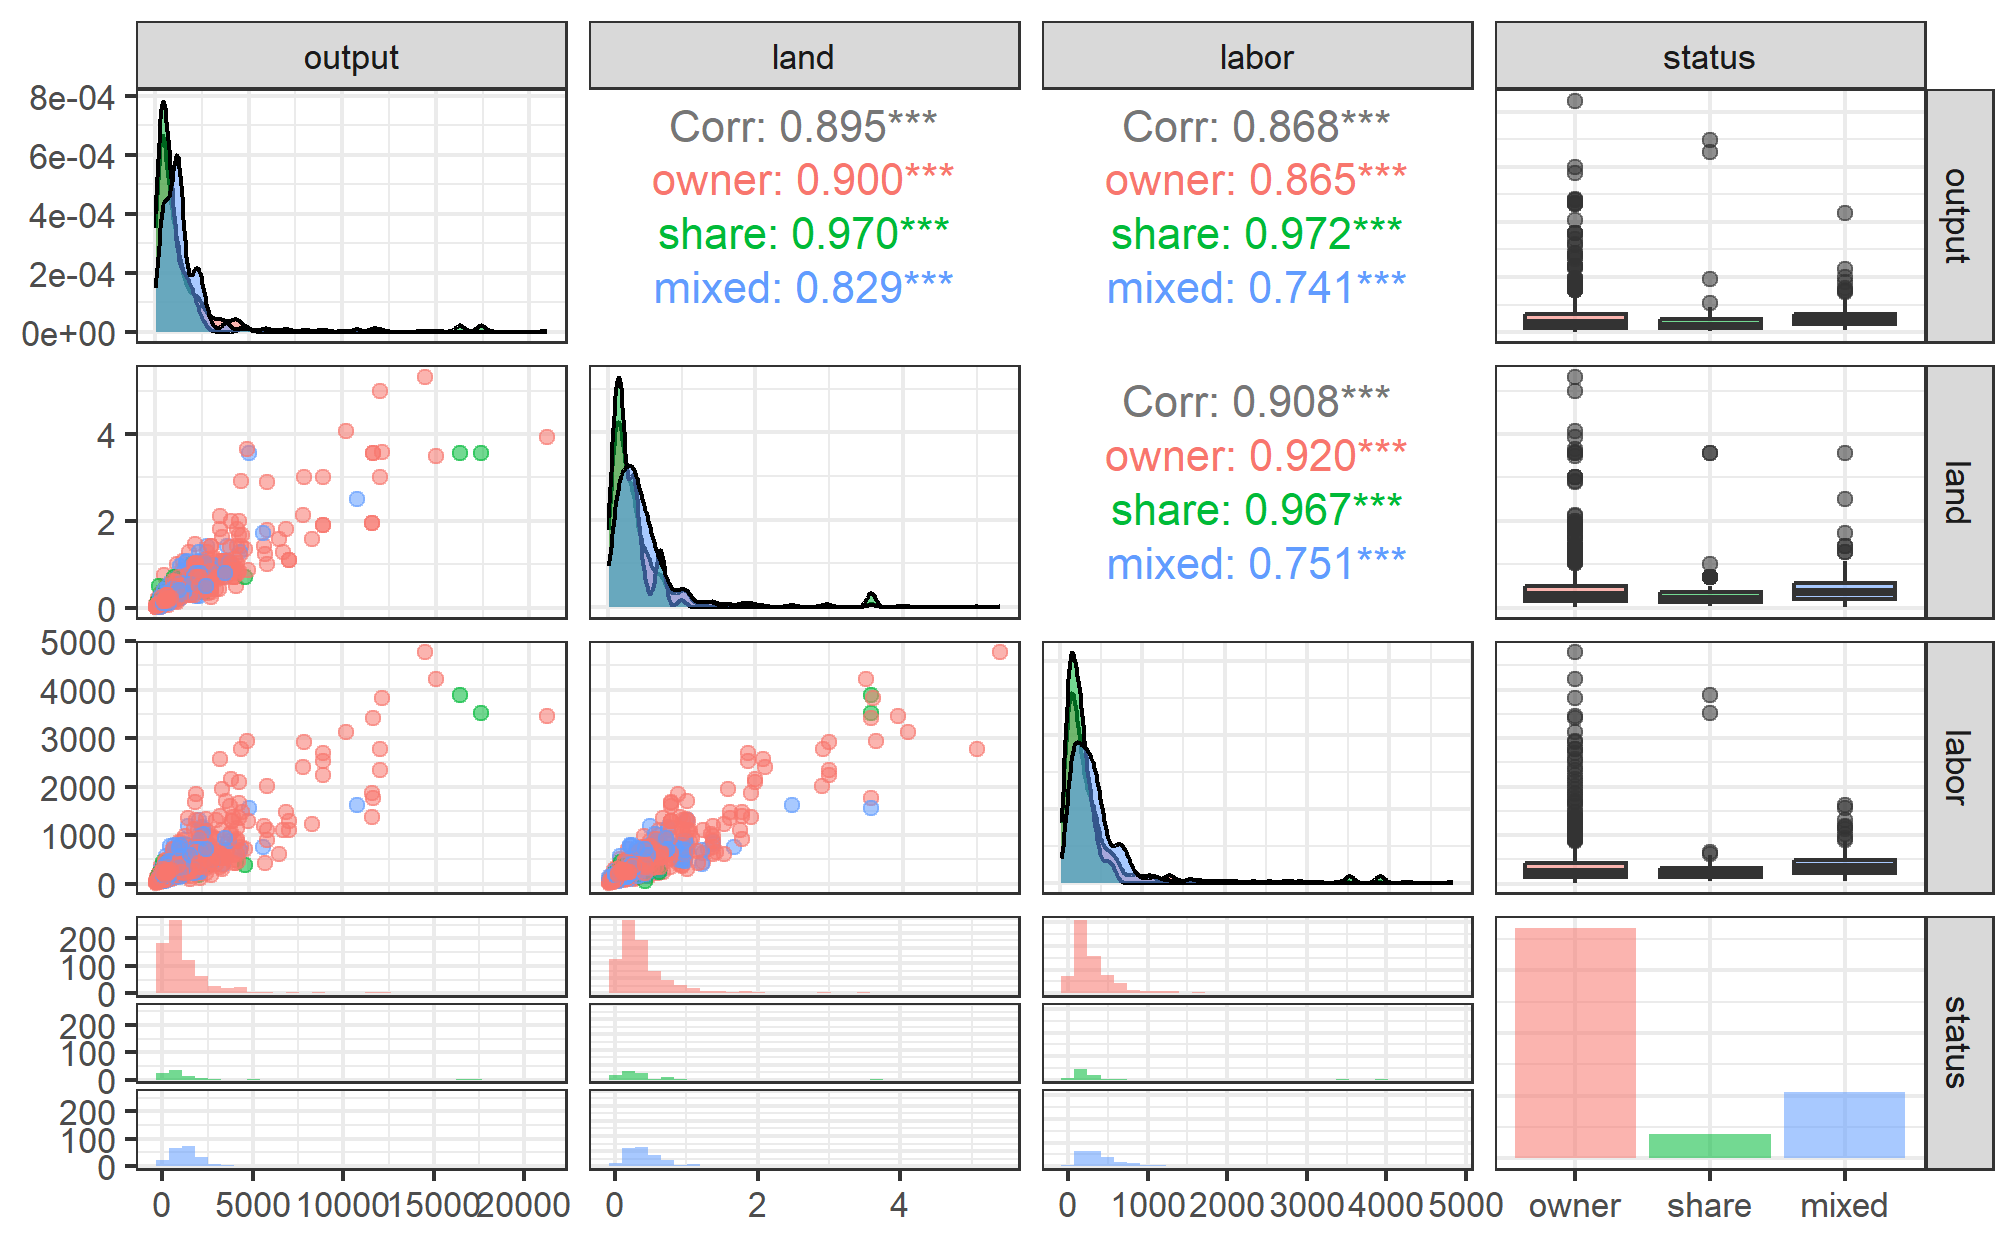 output land labor status
8e-04
6e-04
4e-04
2e-04
0e+00
Corr: 0.895***
owner: 0.900***
share: 0.970***
mixed: 0.829***
Corr: 0.868***
owner: 0.865***
share: 0.972***
mixed: 0.741***
output
4
2
0
Corr: 0.908***
owner: 0.920***
share: 0.967***
mixed: 0.751***
land
5000
4000
3000
2000
1000
0
labor
200
100
0
200
100
0
200
100
0
status
0 5000 10000 15000 20000
0 2 4
0 1000 2000 3000 4000 5000
owner share mixed